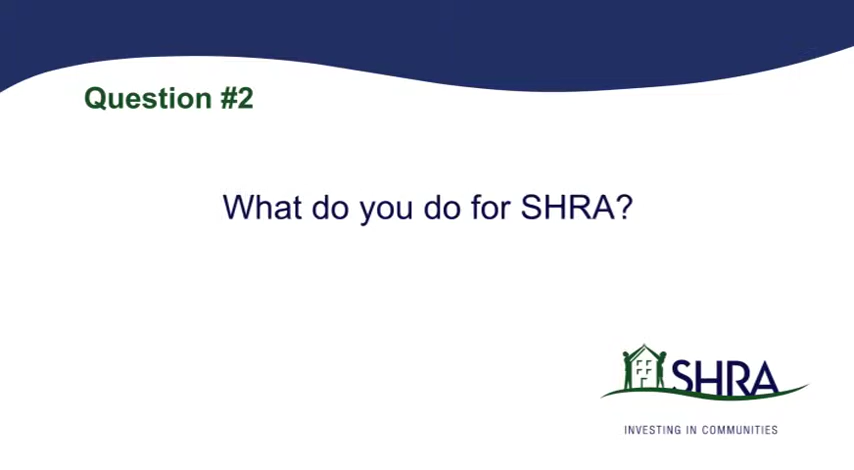 Question #2
What do you do for SHRA?
SHRA
INVESTING IN COMMUNITIES